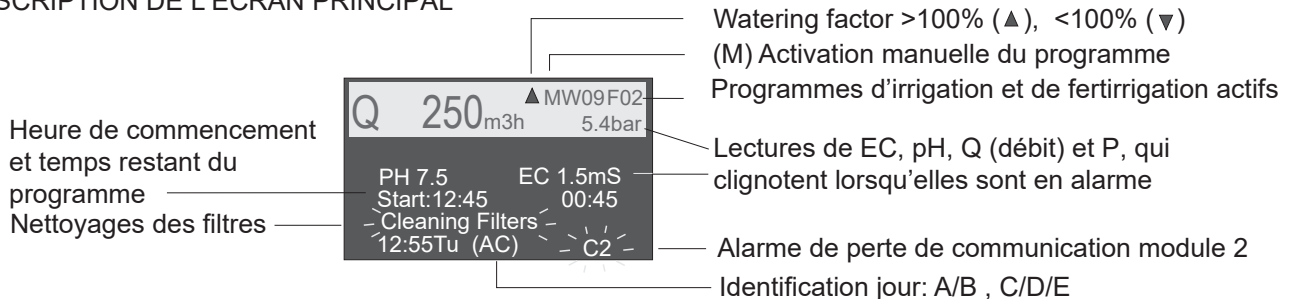 SCRIPTION DE L'ÉCRAN PRINCIPAL
Watering factor >100% (▲), <100% (▼)
(M) Activation manuelle du programme
Programmes d'irrigation et de fertirrigation actifs
Lectures de EC, pH, Q (débit) et P, qui
clignotent lorsqu'elles sont en alarme
Heure de commencement
et temps restant du
programme
Nettoyages des filtres
Q 250m3h ▲MW09F02
5.4bar
PH 7.5 EC 1.5mS
Start:12:45 00:45
Cleaning Filters
12:55Tu (AC) C2
Alarme de perte de communication module 2
Identification jour: A/B , C/D/E